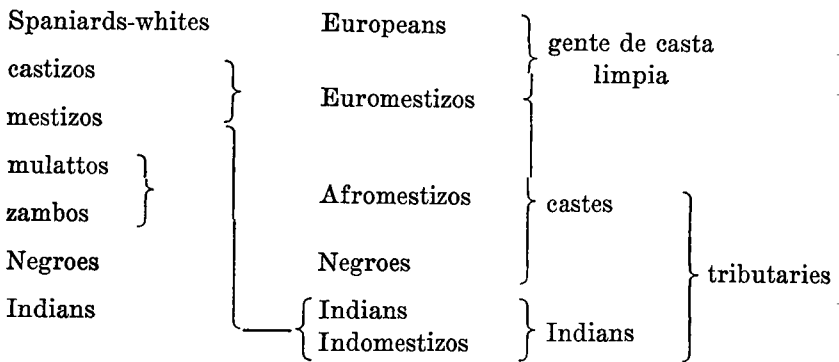 Spaniards-whites Europeans gente de casta
castizos limpia
mestizos Euromestizos
mulattos
zambos Afromestizos castes
Negroes Negroes tributaries
Indians Indians Indians
Indomestizos